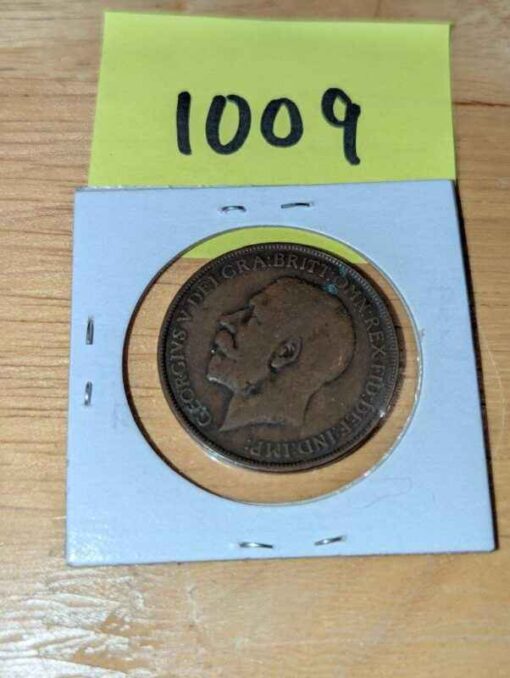 1009
GEORGIVS V DEI GRA:BRITT:OMN:REX FID:DEF:IND:IMP: